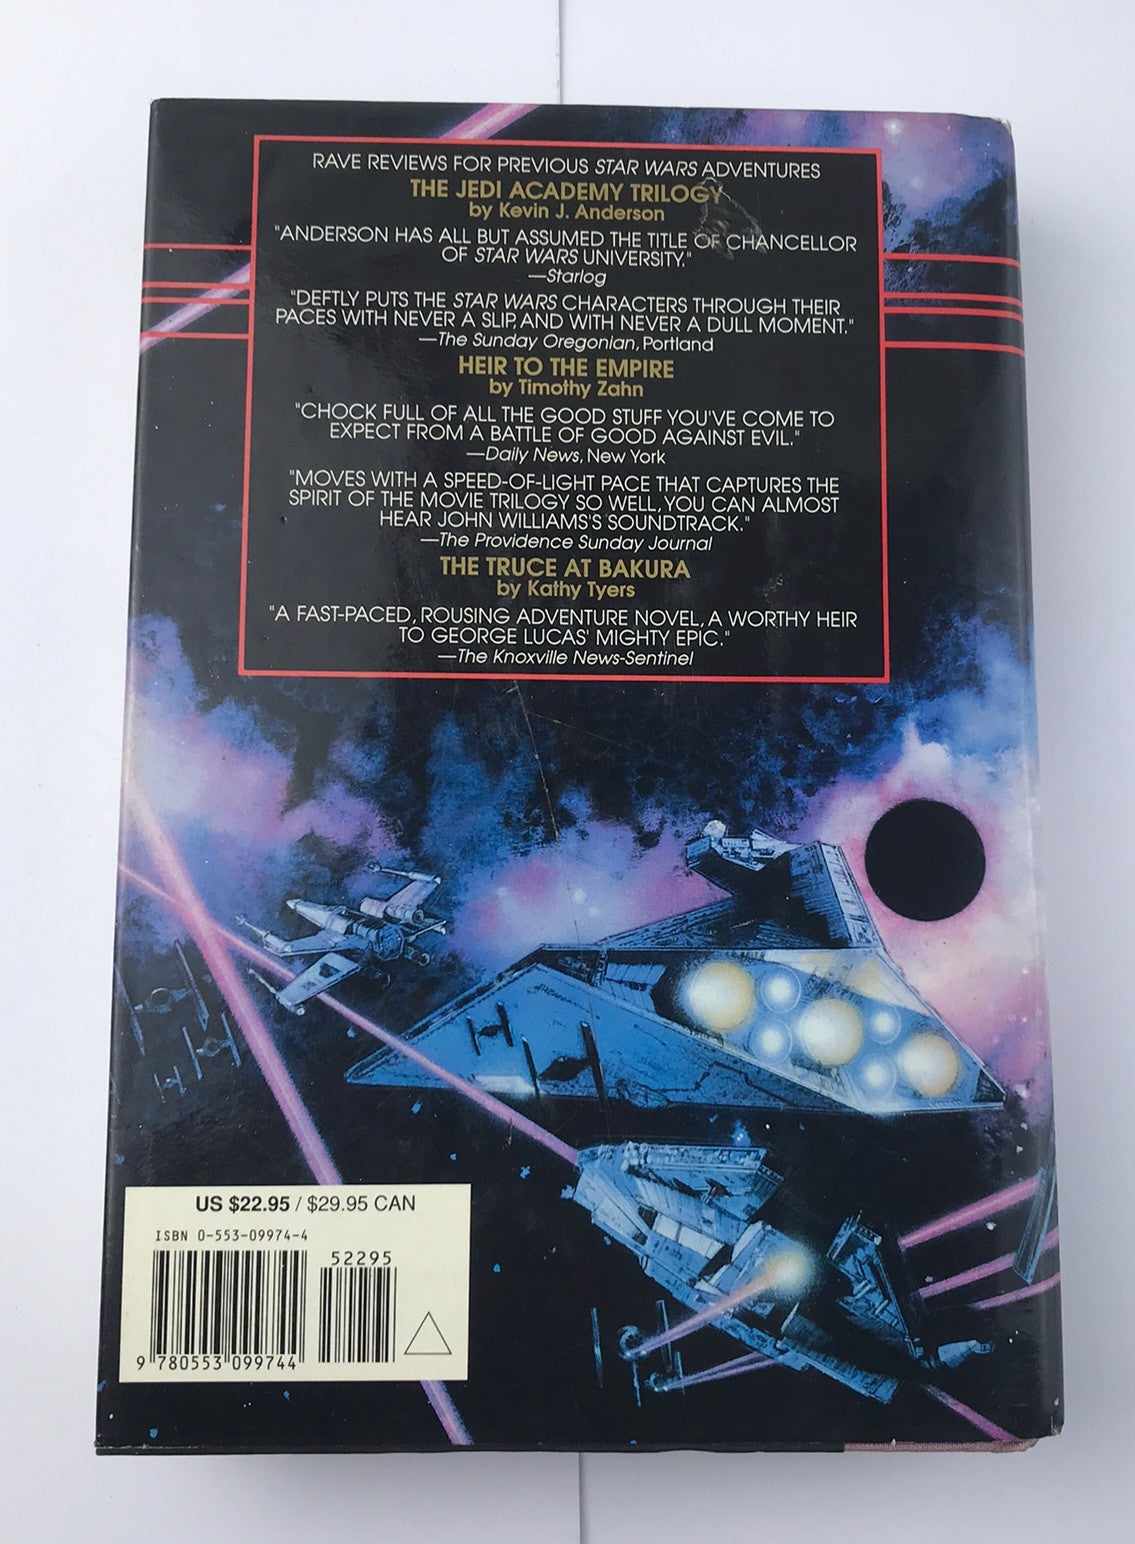 RAVE REVIEWS FOR PREVIOUS STAR WARS ADVENTURES
THE JEDI ACADEMY TRILOGY
by Kevin J. Anderson
"ANDERSON HAS ALL BUT ASSUMED THE TITLE OF CHANCELLOR
OF STAR WARS UNIVERSITY."
—Starlog
"DEFTLY PUTS THE STAR WARS CHARACTERS THROUGH THEIR
PACES WITH NEVER A SLIP, AND WITH NEVER A DULL MOMENT."
—The Sunday Oregonian, Portland
HEIR TO THE EMPIRE
by Timothy Zahn
"CHOCK FULL OF ALL THE GOOD STUFF YOU'VE COME TO
EXPECT FROM A BATTLE OF GOOD AGAINST EVIL."
—Daily News, New York
"MOVES WITH A SPEED-OF-LIGHT PACE THAT CAPTURES THE
SPIRIT OF THE MOVIE TRILOGY SO WELL, YOU CAN ALMOST
HEAR JOHN WILLIAMS'S SOUNDTRACK."
—The Providence Sunday Journal
THE TRUCE AT BAKURA
by Kathy Tyers
"A FAST-PACED, ROUSING ADVENTURE NOVEL, A WORTHY HEIR
TO GEORGE LUCAS' MIGHTY EPIC."
—The Knoxville News-Sentinel
US $22.95 / $29.95 CAN
ISBN 0-553-09974-4
52295
9 780553 099744